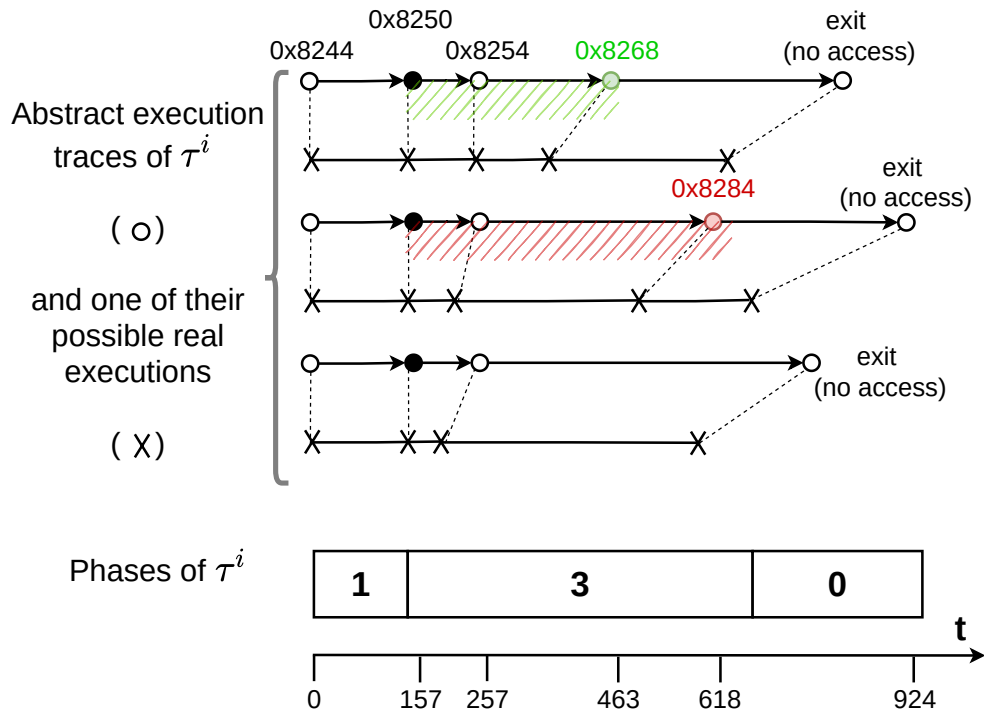 0x8250
0x8244
0x8254
0x8268
exit
(no access)
Abstract execution
traces of τ^i
( o )
and one of their
possible real
executions
( X )
0x8284
exit
(no access)
exit
(no access)
Phases of τ^i
1
3
0
t
0
157
257
463
618
924